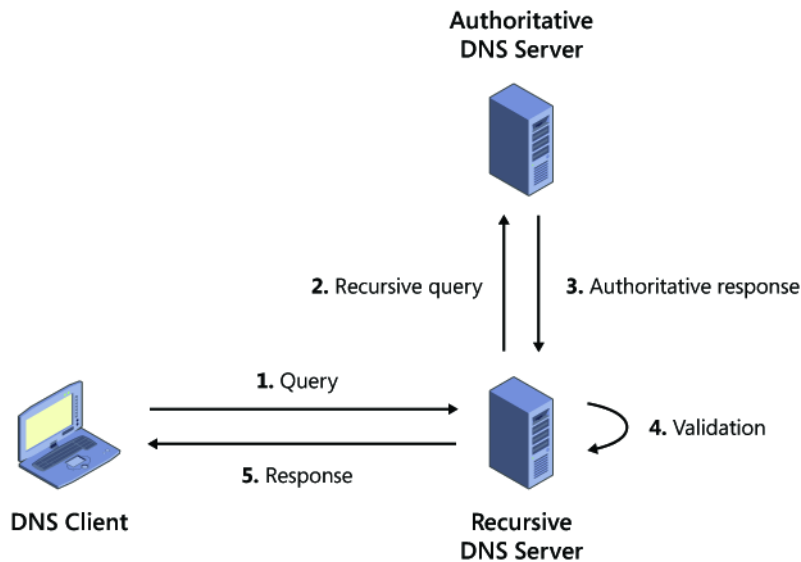 Authoritative
DNS Server
2. Recursive query
3. Authoritative response
1. Query
4. Validation
5. Response
DNS Client
Recursive
DNS Server